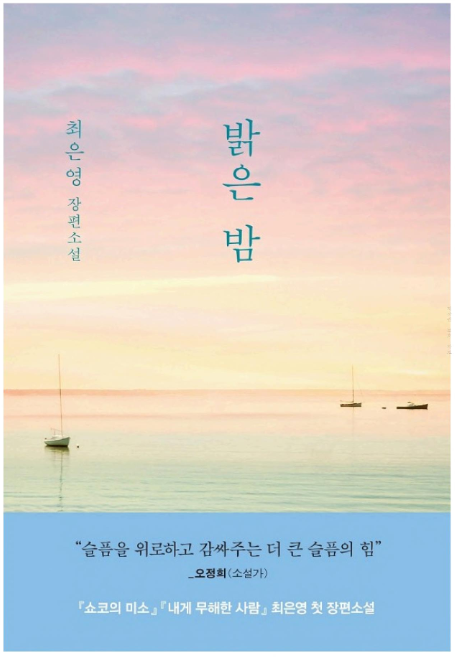 밝은 밤
최은영 장편소설
“슬픔을 위로하고 감싸주는 더 큰 슬픔의 힘”
_오정희(소설가)
『쇼코의 미소』『내게 무해한 사람』 최은영 첫 장편소설